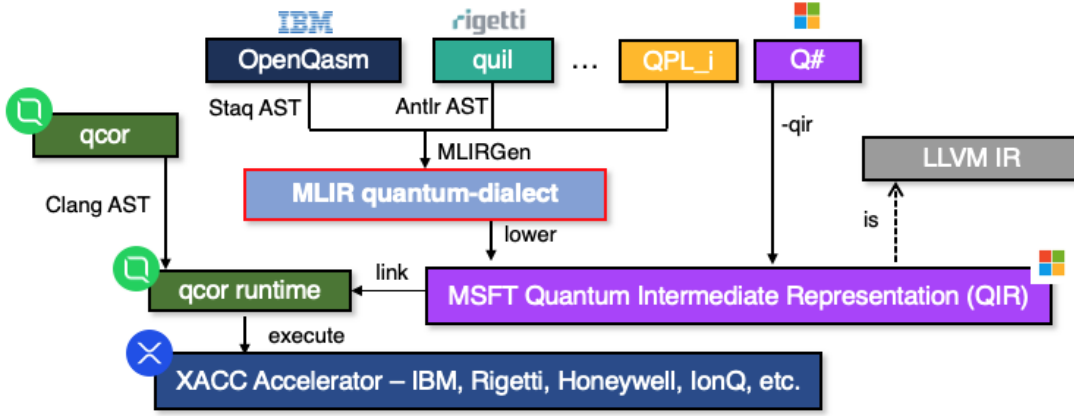 IBM
rigetti
OpenQasm
quil
...
QPL_i
Q#
Staq AST
Antlr AST
-qir
qcor
MLIRGen
LLVM IR
MLIR quantum-dialect
Clang AST
lower
is
qcor runtime
link
MSFT Quantum Intermediate Representation (QIR)
execute
XACC Accelerator – IBM, Rigetti, Honeywell, IonQ, etc.